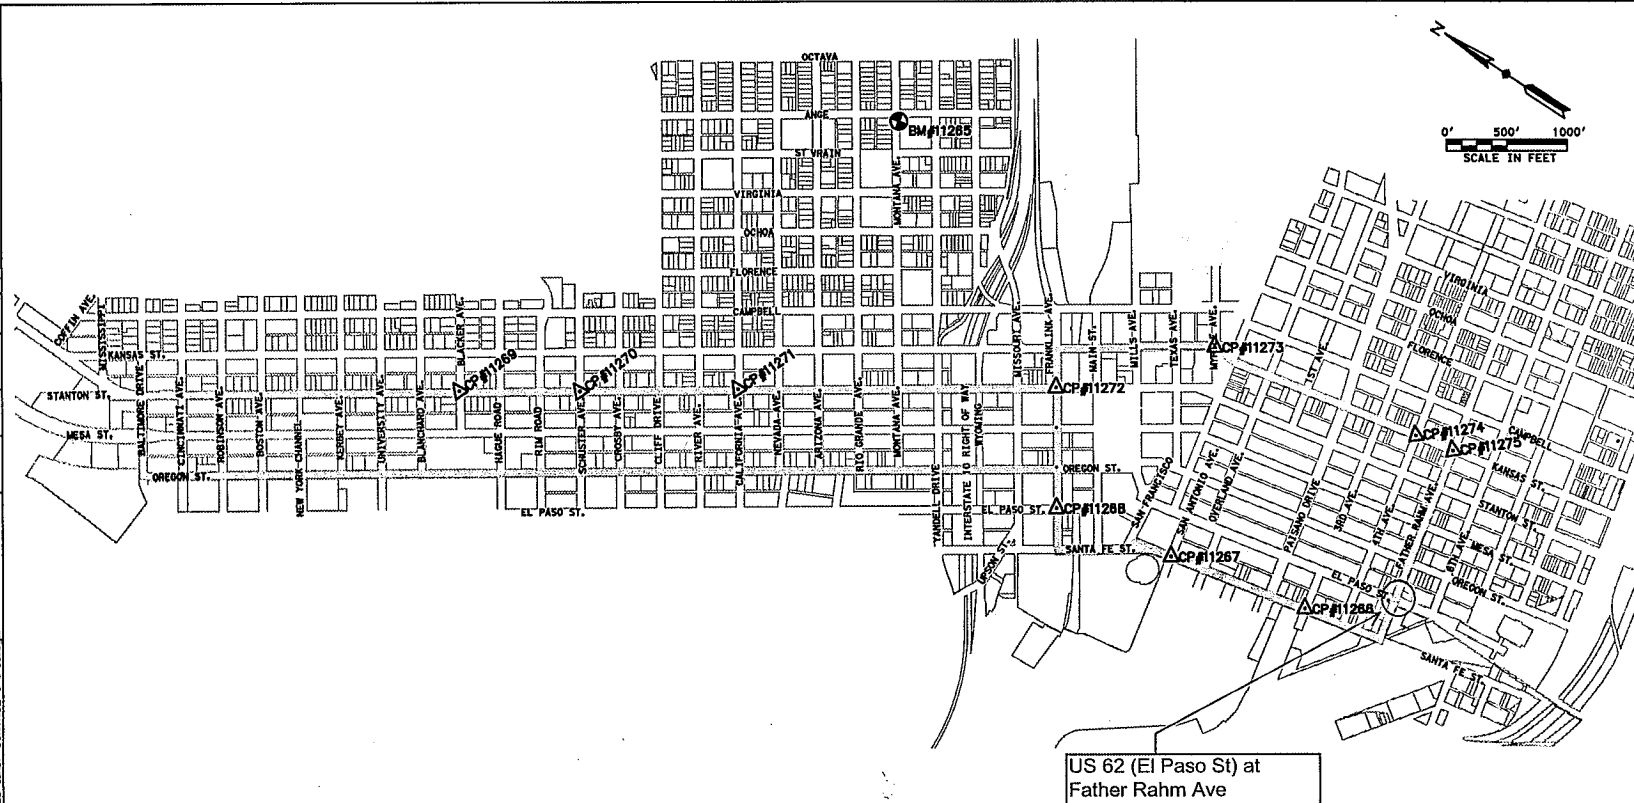 N
0' 500' 1000'
SCALE IN FEET
OCTAVA
ANGE
BM#11265
ST VRAIN
MONTANA AVE.
VIRGINIA
OCHOA
FLORENCE
CAMPBELL
COFFIN AVE.
MISSISSIPPI
KANSAS ST.
STANTON ST.
MESA ST.
OREGON ST.
BALTIMORE DRIVE
CINCINNATI AVE.
ROBINSON AVE.
BOSTON AVE.
NEW YORK CHANNEL
KERBEY AVE.
UNIVERSITY AVE.
BLANCHARD AVE.
BLACKER AVE.
CP#11269
HAGUE ROAD
RIM ROAD
SCHUSTER AVE.
CP#11270
CROSBY AVE.
CLIFF DRIVE
RIVER AVE.
CALIFORNIA AVE.
CP#11271
NEVADA AVE.
ARIZONA AVE.
RIO GRANDE AVE.
MONTANA AVE.
YANDELL DRIVE
INTERSTATE 10 RIGHT OF WAY
WYOMING
MISSOURI AVE.
FRANKLIN AVE.
MAIN ST.
MILLS AVE.
TEXAS AVE.
CP#11273
CP#11272
OREGON ST.
EL PASO ST.
EL PASO ST.
CP#11268
SANTA FE ST.
UPSON ST.
CP#11267
SAN FRANCISCO
SAN ANTONIO AVE.
OVERLAND AVE.
1ST AVE.
PAISANO DRIVE
3RD AVE.
4TH AVE.
FATHER RAHM AVE.
6TH AVE.
VIRGINIA
OCHOA
FLORENCE
CAMPBELL
CP#11274
CP#11275
KANSAS ST.
STANTON ST.
MESA ST.
OREGON ST.
EL PASO ST.
CP#11266
SANTA FE ST.
US 62 (El Paso St) at
Father Rahm Ave